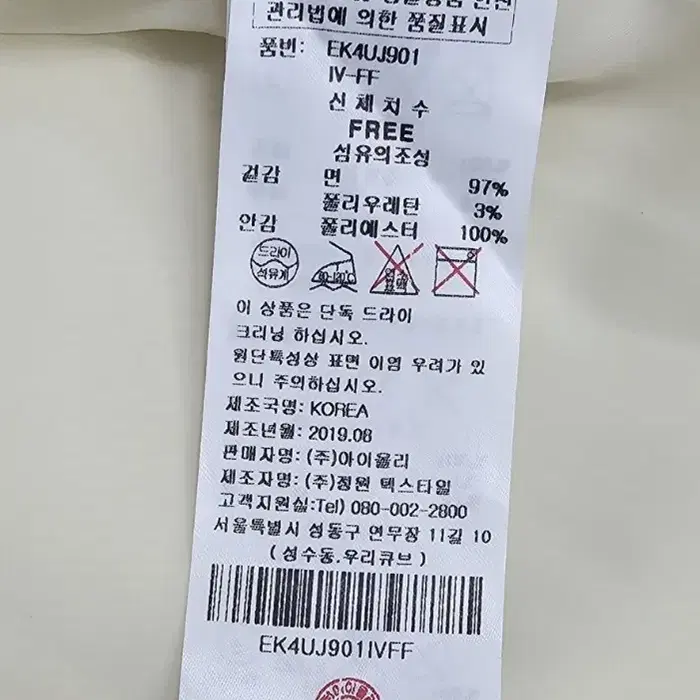 관리법에 의한 품질표시
품번: EK4UJ901
IV-FF
신체치수
FREE
섬유의조성
겉감 면 97%
폴리우레탄 3%
안감 폴리에스터 100%
드라이
석유계
80-120℃
염소
표백
이 상품은 단독 드라이
크리닝 하십시오.
원단특성상 표면 이염 우려가 있
으니 주의하십시오.
제조국명: KOREA
제조년월: 2019.08
판매자명: (주)아이올리
제조자명: (주)정원 텍스타일
고객지원실:Tel) 080-002-2800
서울특별시 성동구 연무장 11길 10
(성수동.우리큐브)
EK4UJ901IVFF